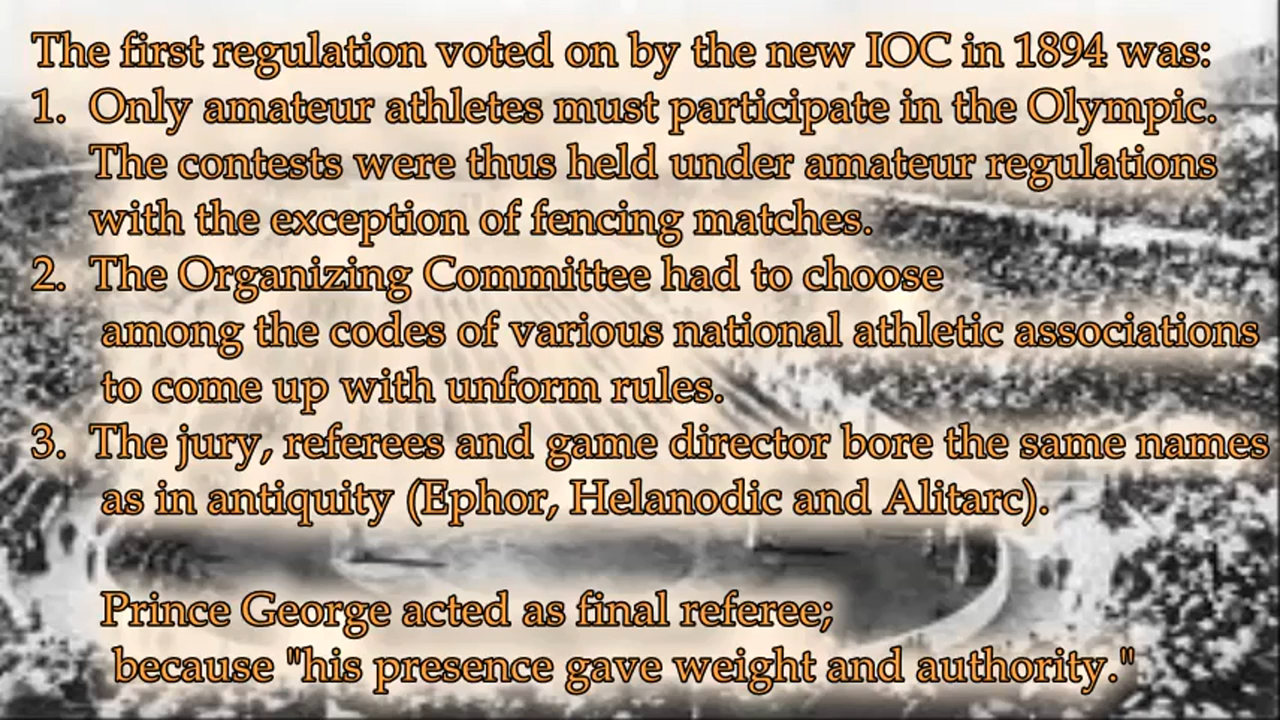 The first regulation voted on by the new IOC in 1894 was:
1. Only amateur athletes must participate in the Olympic.
The contests were thus held under amateur regulations
with the exception of fencing matches.
2. The Organizing Committee had to choose
among the codes of various national athletic associations
to come up with unform rules.
3. The jury, referees and game director bore the same names
as in antiquity (Ephor, Helanodic and Alitarc).
Prince George acted as final referee;
because "his presence gave weight and authority."